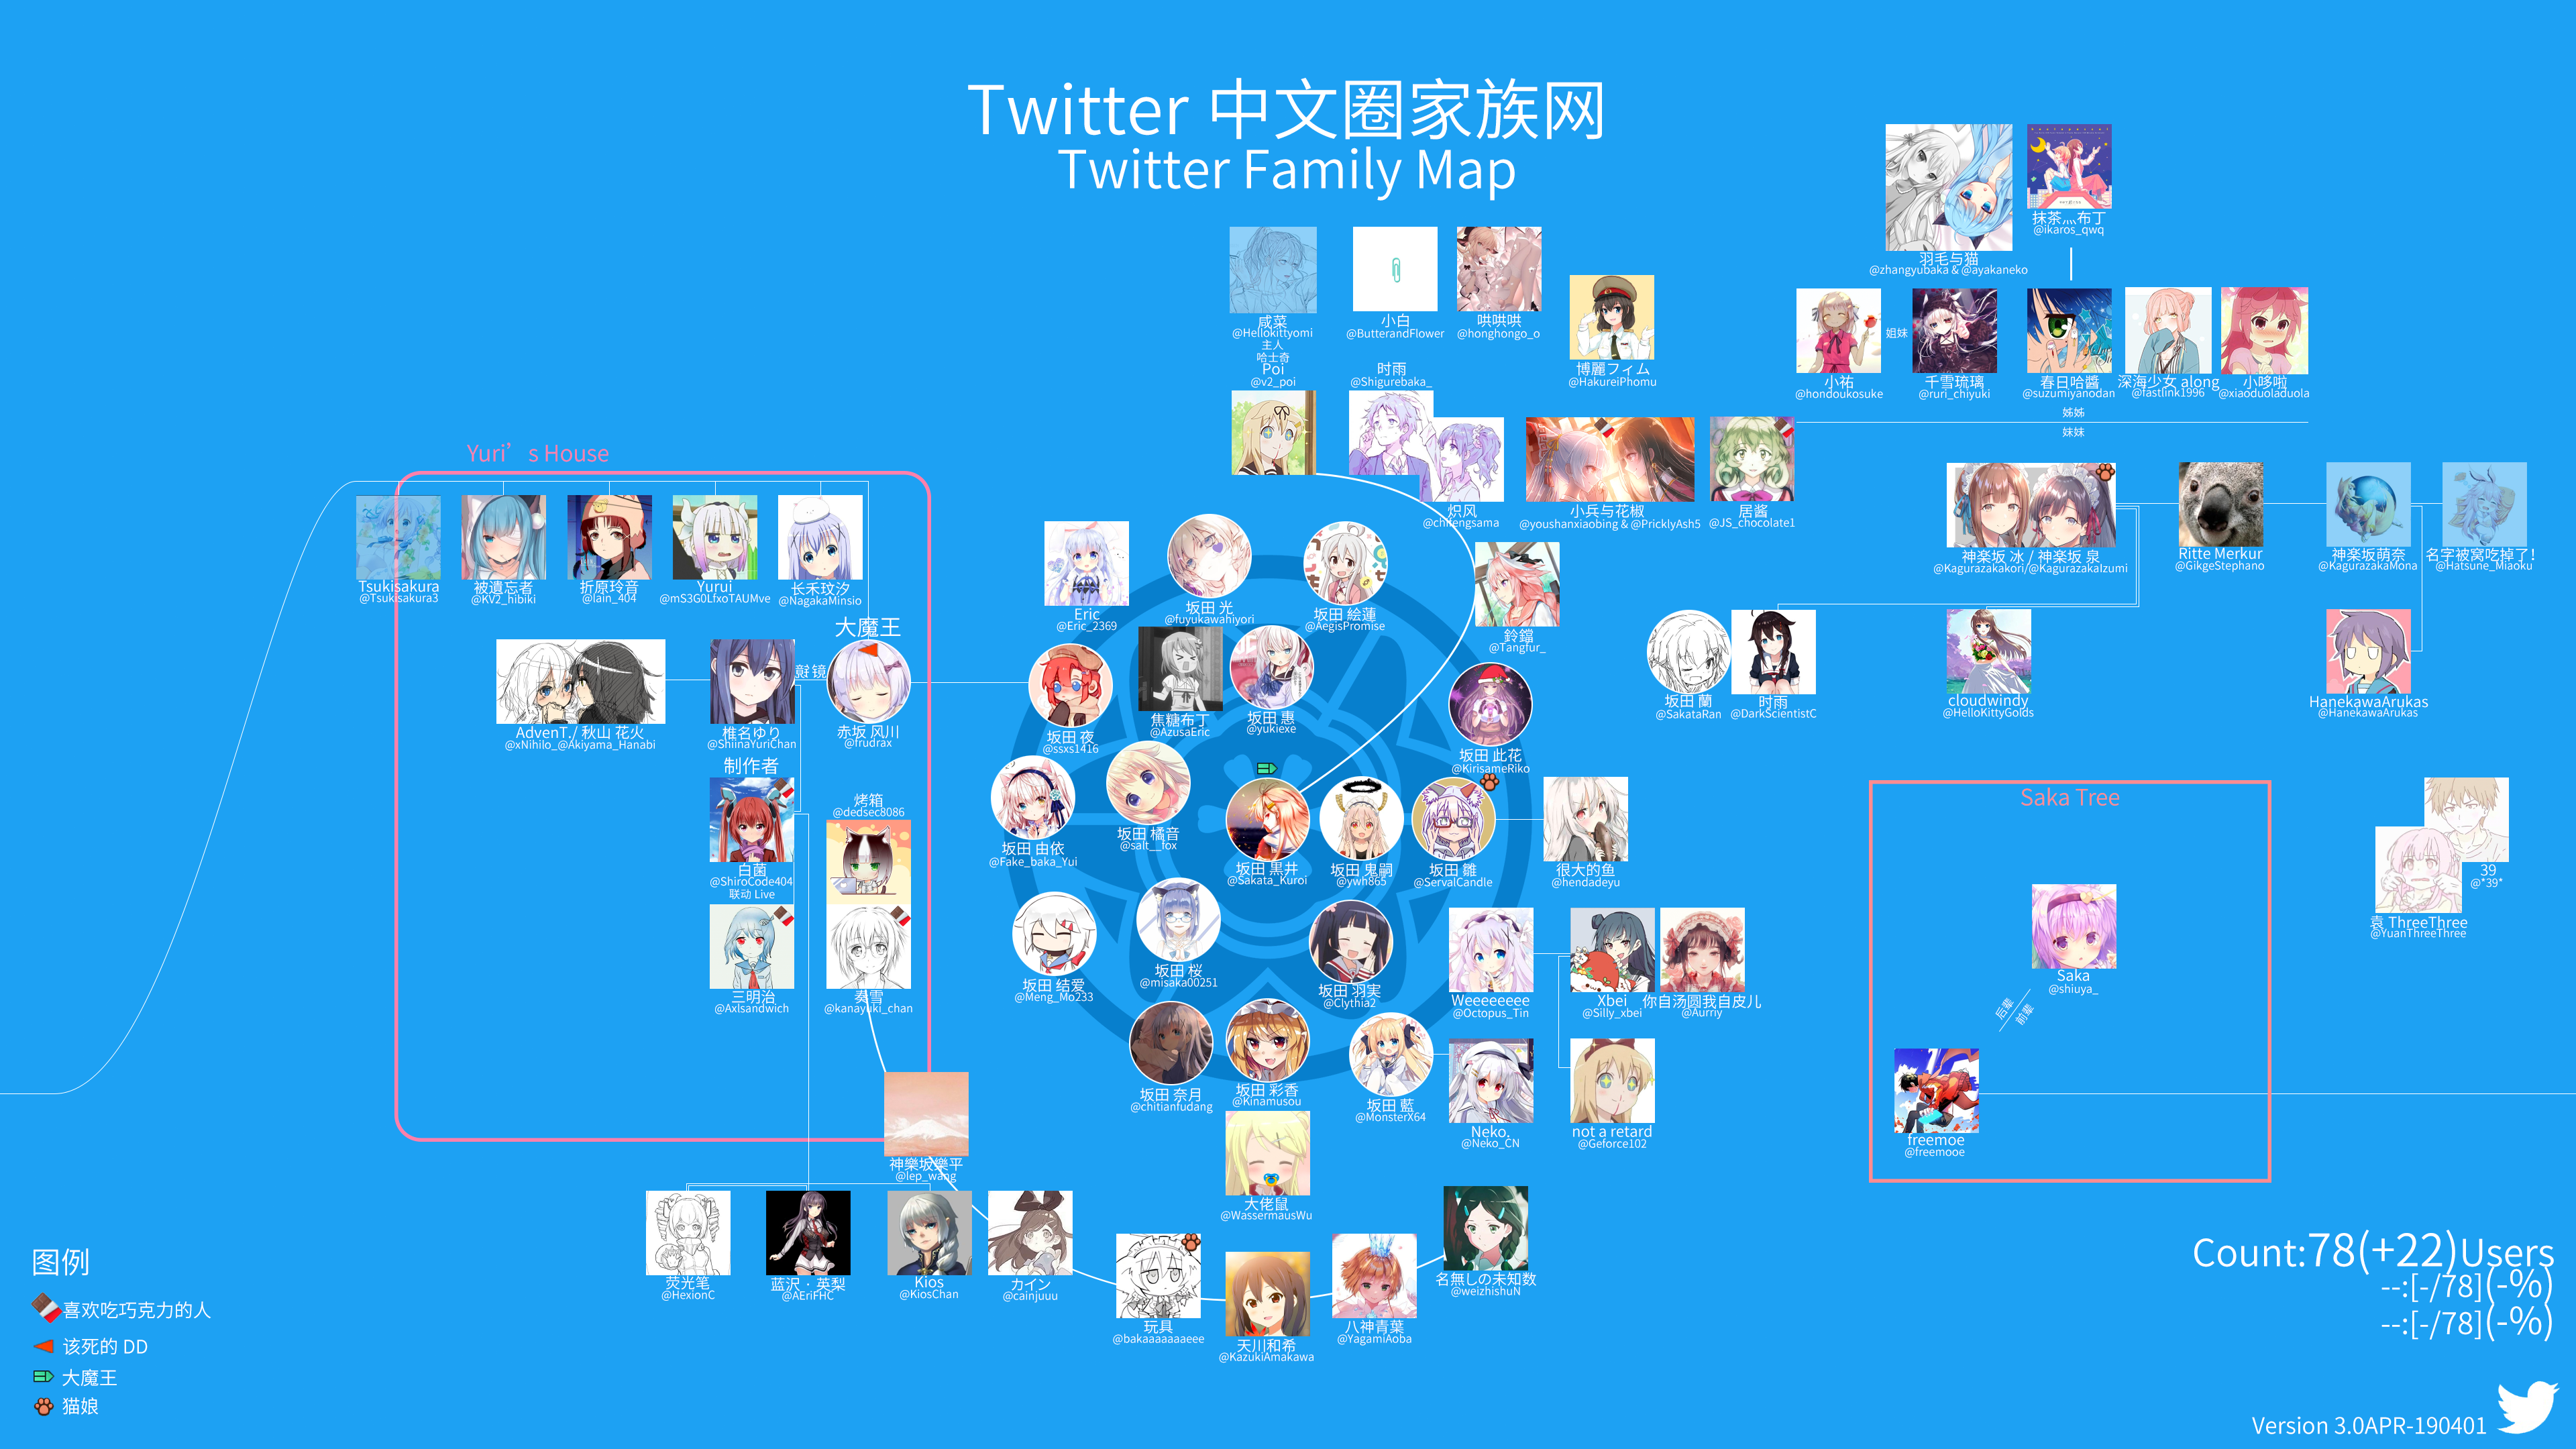 Twitter 中文圈家族网
Twitter Family Map
羽毛与猫
@zhangyubaka & @ayakaneko
抹茶灬布丁
@ikaros_qwq
咸菜
@Hellokittyomi
主人
哈士奇
Poi
@v2_poi
小白
@ButterandFlower
哄哄哄
@honghongo_o
博麗フィム
@HakureiPhomu
时雨
@Shigurebaka_
炽风
@chifengsama
小兵与花椒
@youshanxiaobing & @PricklyAsh5
居酱
@JS_chocolate1
小祐
@hondoukosuke
姐妹
千雪琉璃
@ruri_chiyuki
春日哈醬
@suzumiyanodan
深海少女 along
@fastlink1996
小哆啦
@xiaoduoladuola
姊姊
妹妹
神楽坂 冰 / 神楽坂 泉
@Kagurazakakori/@KagurazakaIzumi
Ritte Merkur
@GikgeStephano
神楽坂萌奈
@KagurazakaMona
名字被窝吃掉了!
@Hatsune_Miaoku
cloudwindy
@HelloKittyGolds
HanekawaArukas
@HanekawaArukas
Yuri’s House
Tsukisakura
@Tsukisakura3
被遺忘者
@KV2_hibiki
折原玲音
@lain_404
Yurui
@mS3G0LfxoTAUMve
长禾玟汐
@NagakaMinsio
大魔王
AdvenT./ 秋山 花火
@xNihilo_@Akiyama_Hanabi
椎名ゆり
@ShiinaYuriChan
镜
赤坂 风川
@frudrax
制作者
白菌
@ShiroCode404
联动 Live
烤箱
@dedsec8086
三明治
@Axlsandwich
奏雪
@kanayuki_chan
神樂坂樂平
@lep_wang
荧光笔
@HexionC
蓝沢 · 英梨
@AEriFHC
Kios
@KiosChan
カイン
@cainjuuu
Eric
@Eric_2369
坂田 光
@fuyukawahiyori
坂田 絵蓮
@AegisPromise
鈴鐺
@Tangfur_
坂田 夜
@ssxs1416
焦糖布丁
@AzusaEric
坂田 惠
@yukiexe
坂田 此花
@KirisameRiko
坂田 蘭
@SakataRan
时雨
@DarkScientistC
坂田 由依
@Fake_baka_Yui
坂田 橘音
@salt__fox
坂田 黒井
@Sakata_Kuroi
坂田 鬼嗣
@ywh865
坂田 雛
@ServalCandle
很大的鱼
@hendadeyu
坂田 结爱
@Meng_Mo233
坂田 桜
@misaka00251
坂田 羽実
@Clythia2
Weeeeeeee
@Octopus_Tin
Xbei
@Silly_xbei
你自汤圆我自皮儿
@Aurriy
坂田 奈月
@chitianfudang
坂田 彩香
@Kinamusou
坂田 藍
@MonsterX64
Neko.
@Neko_CN
not a retard
@Geforce102
大佬鼠
@WassermausWu
玩具
@bakaaaaaaaeee
天川和希
@KazukiAmakawa
八神青葉
@YagamiAoba
名無しの未知数
@weizhishuN
Saka Tree
Saka
@shiuya_
后辈
前辈
freemoe
@freemooe
39
@*39*
袁 ThreeThree
@YuanThreeThree
图例
喜欢吃巧克力的人
该死的 DD
大魔王
猫娘
Count:78(+22)Users
--:[-/78](-%)
--:[-/78](-%)
Version 3.0APR-190401